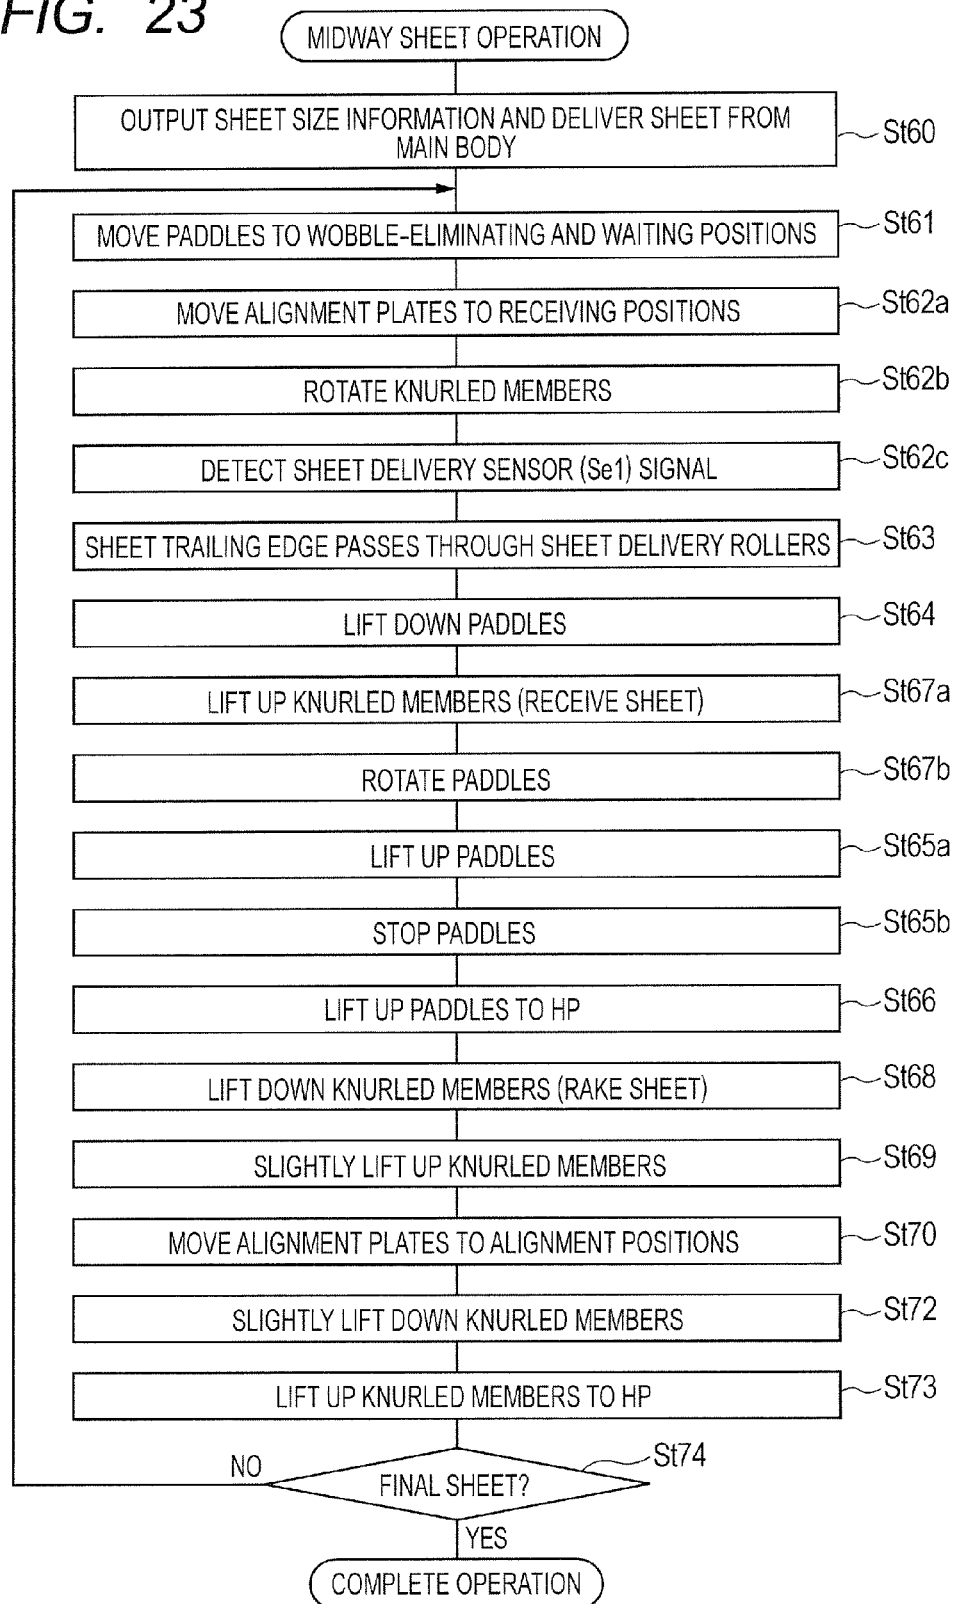 FIG. 23
MIDWAY SHEET OPERATION
OUTPUT SHEET SIZE INFORMATION AND DELIVER SHEET FROM
MAIN BODY
St60
MOVE PADDLES TO WOBBLE-ELIMINATING AND WAITING POSITIONS
St61
MOVE ALIGNMENT PLATES TO RECEIVING POSITIONS
St62a
ROTATE KNURLED MEMBERS
St62b
DETECT SHEET DELIVERY SENSOR (Se1) SIGNAL
St62c
SHEET TRAILING EDGE PASSES THROUGH SHEET DELIVERY ROLLERS
St63
LIFT DOWN PADDLES
St64
LIFT UP KNURLED MEMBERS (RECEIVE SHEET)
St67a
ROTATE PADDLES
St67b
LIFT UP PADDLES
St65a
STOP PADDLES
St65b
LIFT UP PADDLES TO HP
St66
LIFT DOWN KNURLED MEMBERS (RAKE SHEET)
St68
SLIGHTLY LIFT UP KNURLED MEMBERS
St69
MOVE ALIGNMENT PLATES TO ALIGNMENT POSITIONS
St70
SLIGHTLY LIFT DOWN KNURLED MEMBERS
St72
LIFT UP KNURLED MEMBERS TO HP
St73
NO
FINAL SHEET?
St74
YES
COMPLETE OPERATION